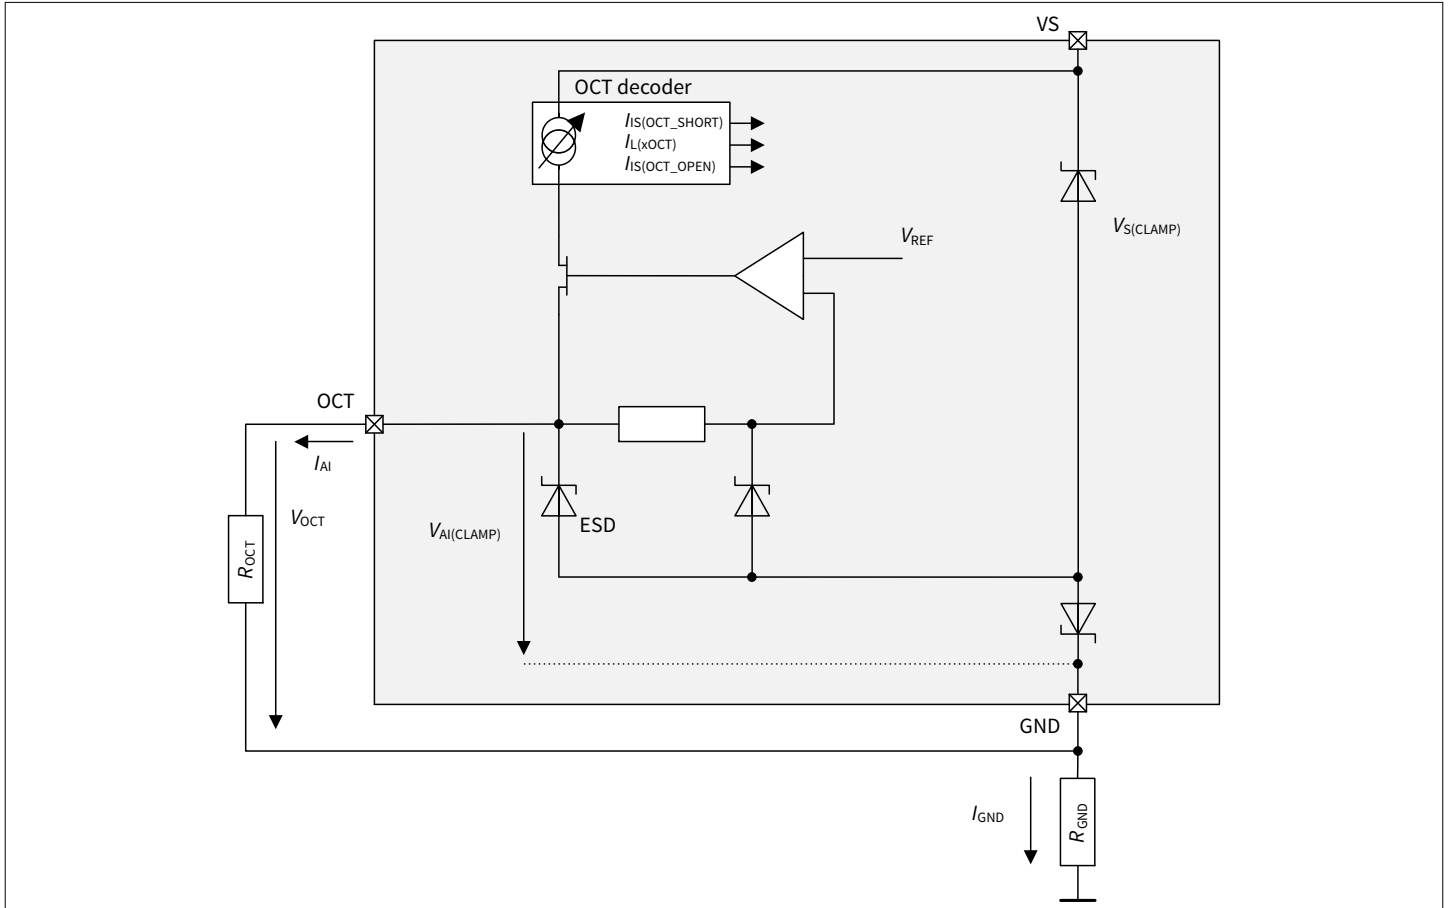 VS
OCT decoder
IIS(OCT_SHORT)
IL(xOCT)
IIS(OCT_OPEN)
VS(CLAMP)
VREF
OCT
IAI
VOCT
VAI(CLAMP)
ESD
ROCT
GND
IGND
RGND